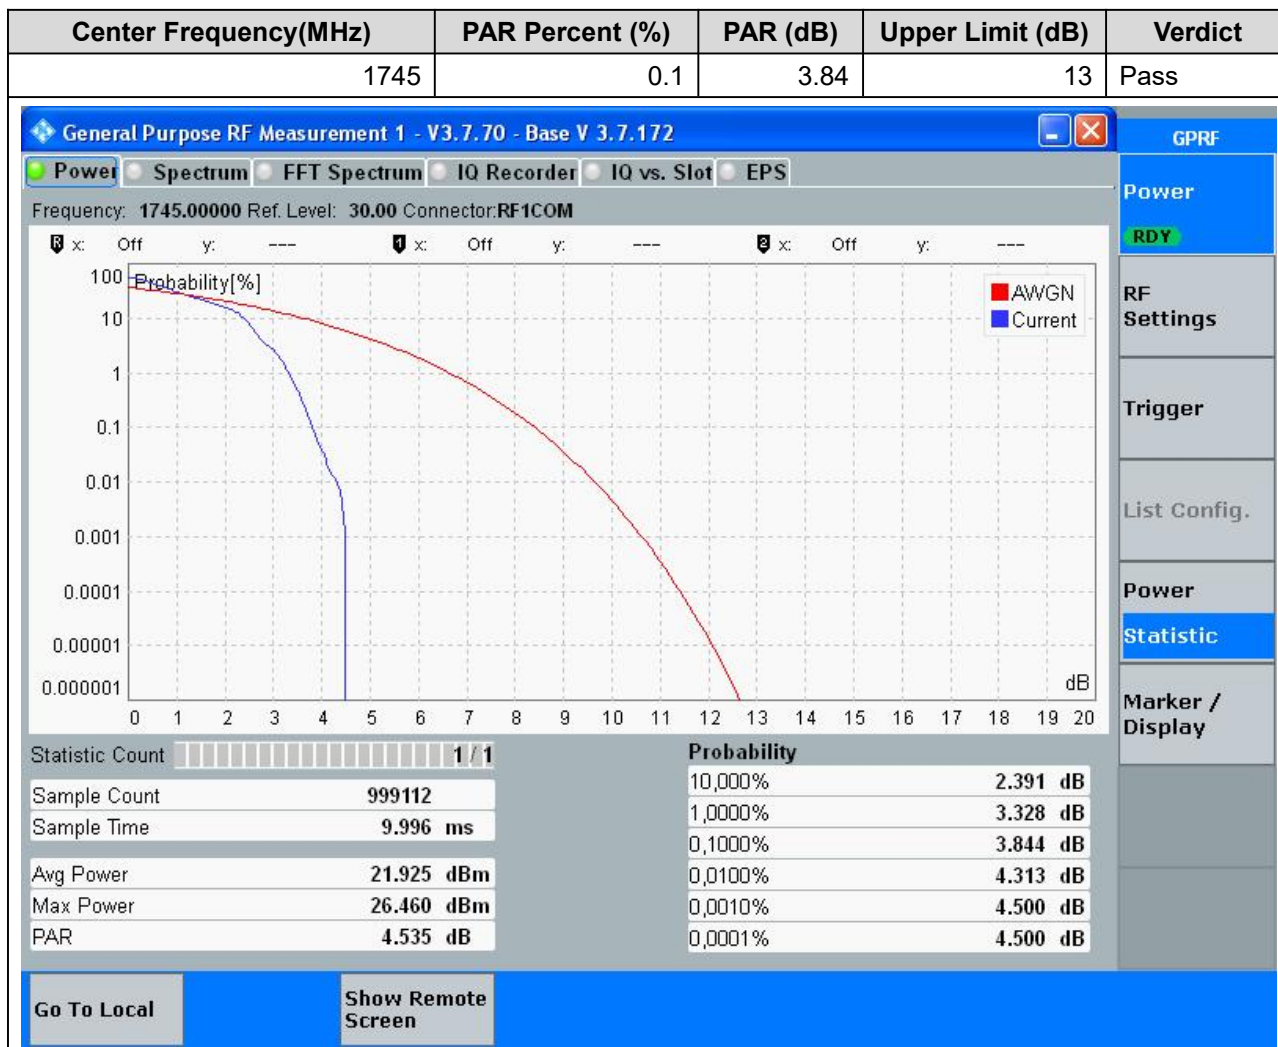 Center Frequency(MHz) PAR Percent (%) PAR (dB) Upper Limit (dB) Verdict
1745 0.1 3.84 13 Pass
General Purpose RF Measurement 1 - V3.7.70 - Base V 3.7.172
GPRF
Power Spectrum FFT Spectrum IQ Recorder IQ vs. Slot EPS
Frequency: 1745.00000 Ref. Level: 30.00 Connector:RF1COM
R x: Off y: --- 1 x: Off y: --- 2 x: Off y: ---
Probability[%]
AWGN
Current
100
10
1
0.1
0.01
0.001
0.0001
0.00001
0.000001
dB
0 1 2 3 4 5 6 7 8 9 10 11 12 13 14 15 16 17 18 19 20
Statistic Count 1 / 1
Sample Count 999112
Sample Time 9.996 ms
Avg Power 21.925 dBm
Max Power 26.460 dBm
PAR 4.535 dB
Probability
10,000% 2.391 dB
1,0000% 3.328 dB
0,1000% 3.844 dB
0,0100% 4.313 dB
0,0010% 4.500 dB
0,0001% 4.500 dB
Power
RDY
RF
Settings
Trigger
List Config.
Power
Statistic
Marker /
Display
Go To Local
Show Remote
Screen